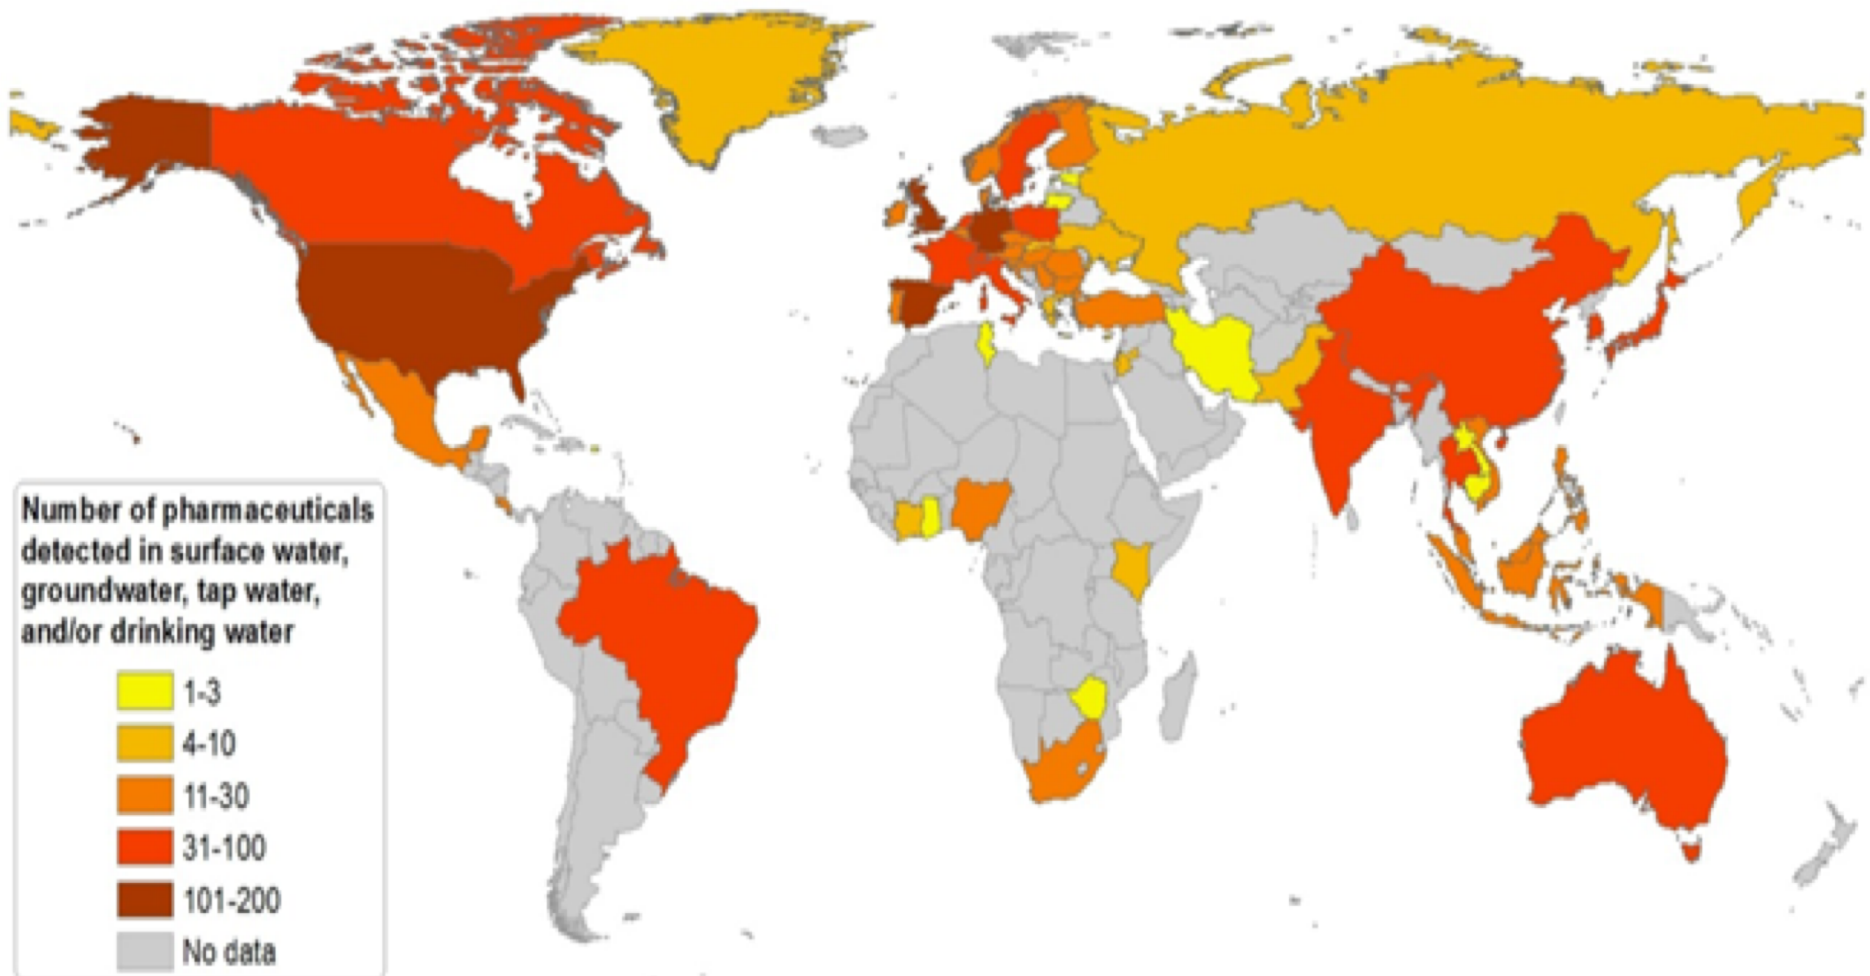 Number of pharmaceuticals
detected in surface water,
groundwater, tap water,
and/or drinking water
1-3
4-10
11-30
31-100
101-200
No data